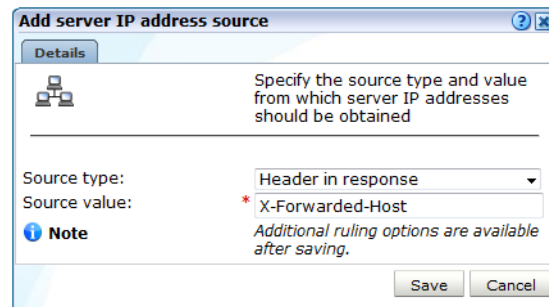 Add server IP address source
Details
Specify the source type and value
from which server IP addresses
should be obtained
Source type: Header in response
Source value: * X-Forwarded-Host
Note Additional ruling options are available
after saving.
Save Cancel